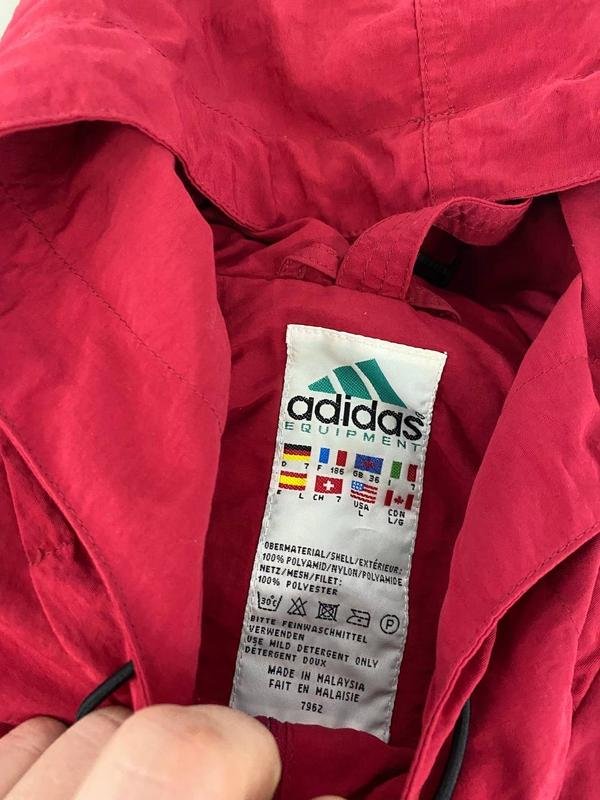 adidas
EQUIPMENT
D 7 F 186 GB 36 I 7
E L CH 7 USA L CDN L/G
OBERMATERIAL/SHELL/EXTÉRIEUR:
100% POLYAMID/NYLON/POLYAMIDE
NETZ/MESH/FILET:
100% POLYESTER
30°C P
BITTE FEINWASCHMITTEL
VERWENDEN
USE MILD DETERGENT ONLY
DÉTERGENT DOUX
MADE IN MALAYSIA
FAIT EN MALAISIE
7962